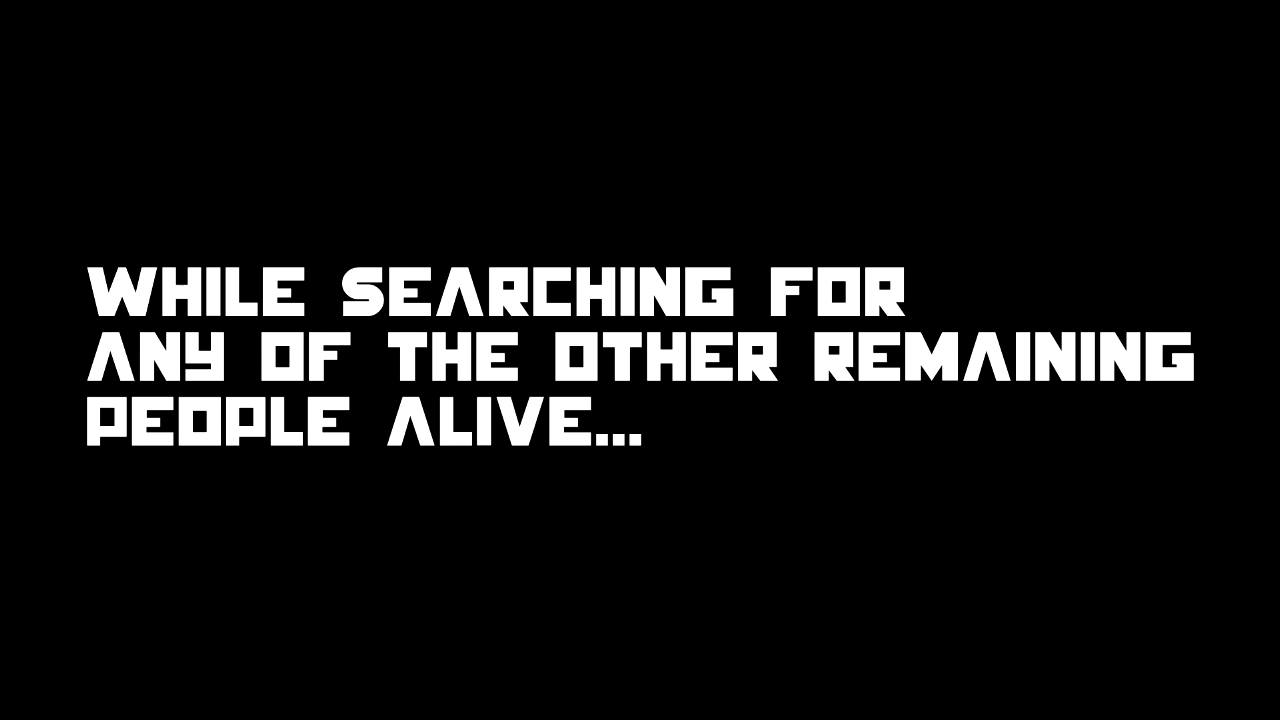 WHILE SEARCHING FOR
ANY OF THE OTHER REMAINING
PEOPLE ALIVE...